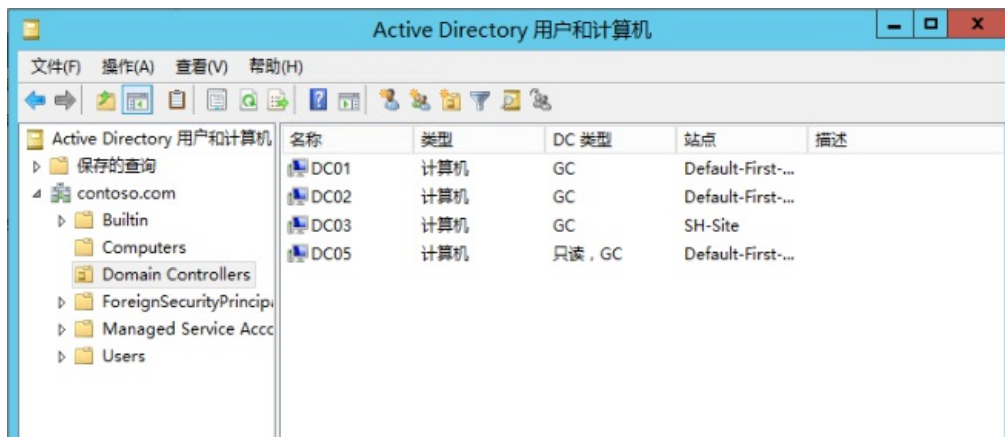 Active Directory 用户和计算机
文件(F) 操作(A) 查看(V) 帮助(H)
Active Directory 用户和计算机
保存的查询
contoso.com
Builtin
Computers
Domain Controllers
ForeignSecurityPrincip
Managed Service Acco
Users
名称 类型 DC 类型 站点 描述
DC01 计算机 GC Default-First-...
DC02 计算机 GC Default-First-...
DC03 计算机 GC SH-Site
DC05 计算机 只读，GC Default-First-...